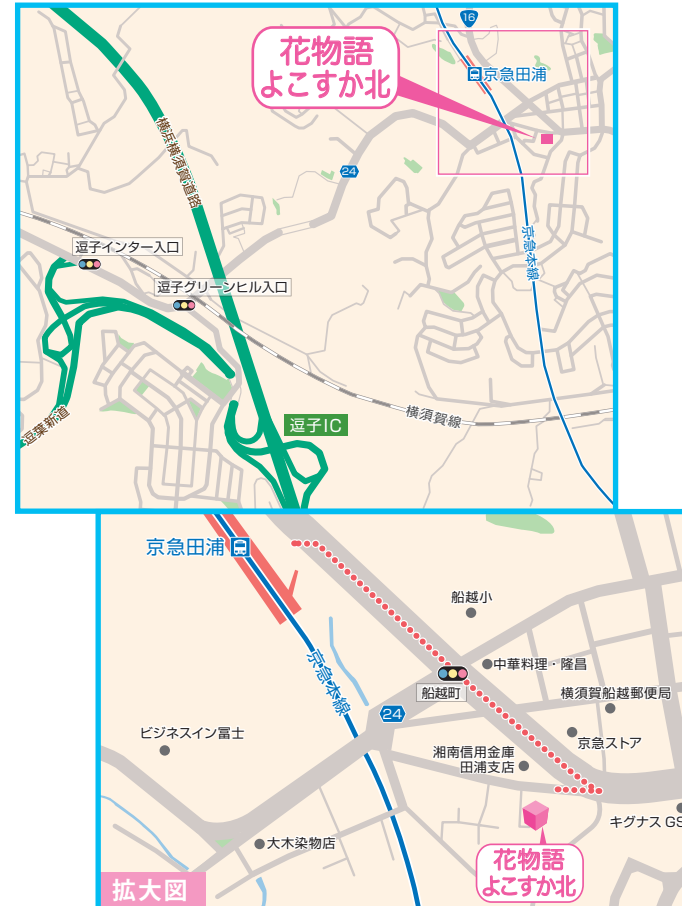 16
花物語
よこすか北
京急田浦
横浜横須賀道路
24
京急本線
逗子インター入口
逗子グリーンヒル入口
横須賀線
逗子IC
逗葉新道
京急田浦
船越小
京急本線
中華料理・隆昌
船越町
横須賀船越郵便局
24
ビジネスイン冨士
京急ストア
湘南信用金庫
田浦支店
キグナス GS
大木染物店
花物語
よこすか北
拡大図